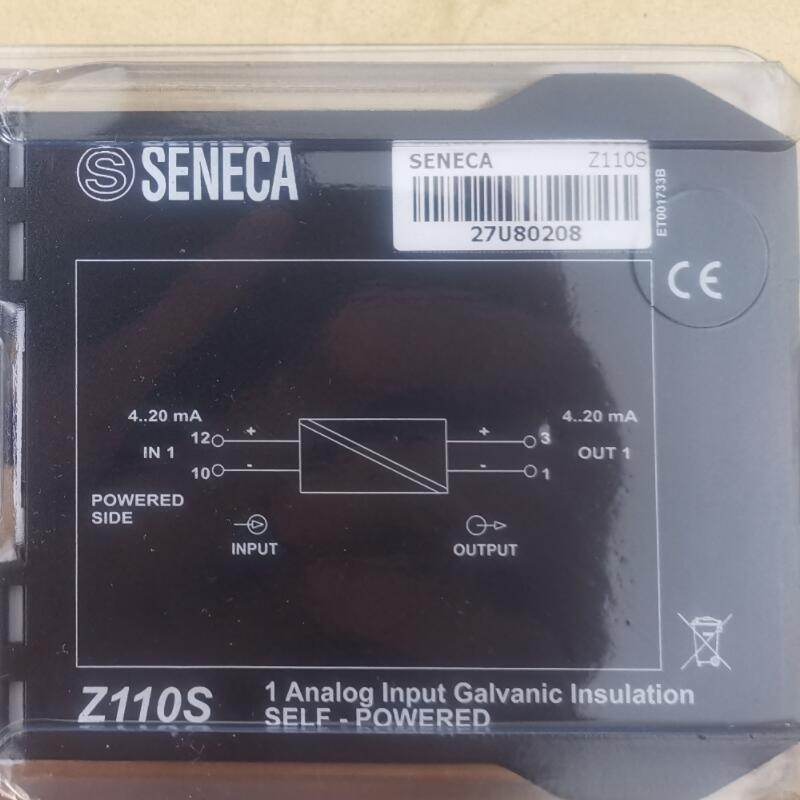 SENECA
SENECA Z110S
27U80208
ET001733B
CE
4..20 mA
IN 1
12
+
10
-
POWERED
SIDE
INPUT
4..20 mA
OUT 1
+
3
-
1
OUTPUT
Z110S
1 Analog Input Galvanic Insulation
SELF - POWERED